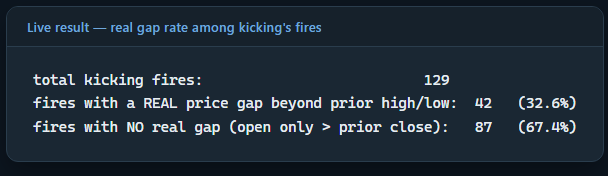 Live result — real gap rate among kicking's fires
total kicking fires: 129
fires with a REAL price gap beyond prior high/low: 42 (32.6%)
fires with NO real gap (open only > prior close): 87 (67.4%)